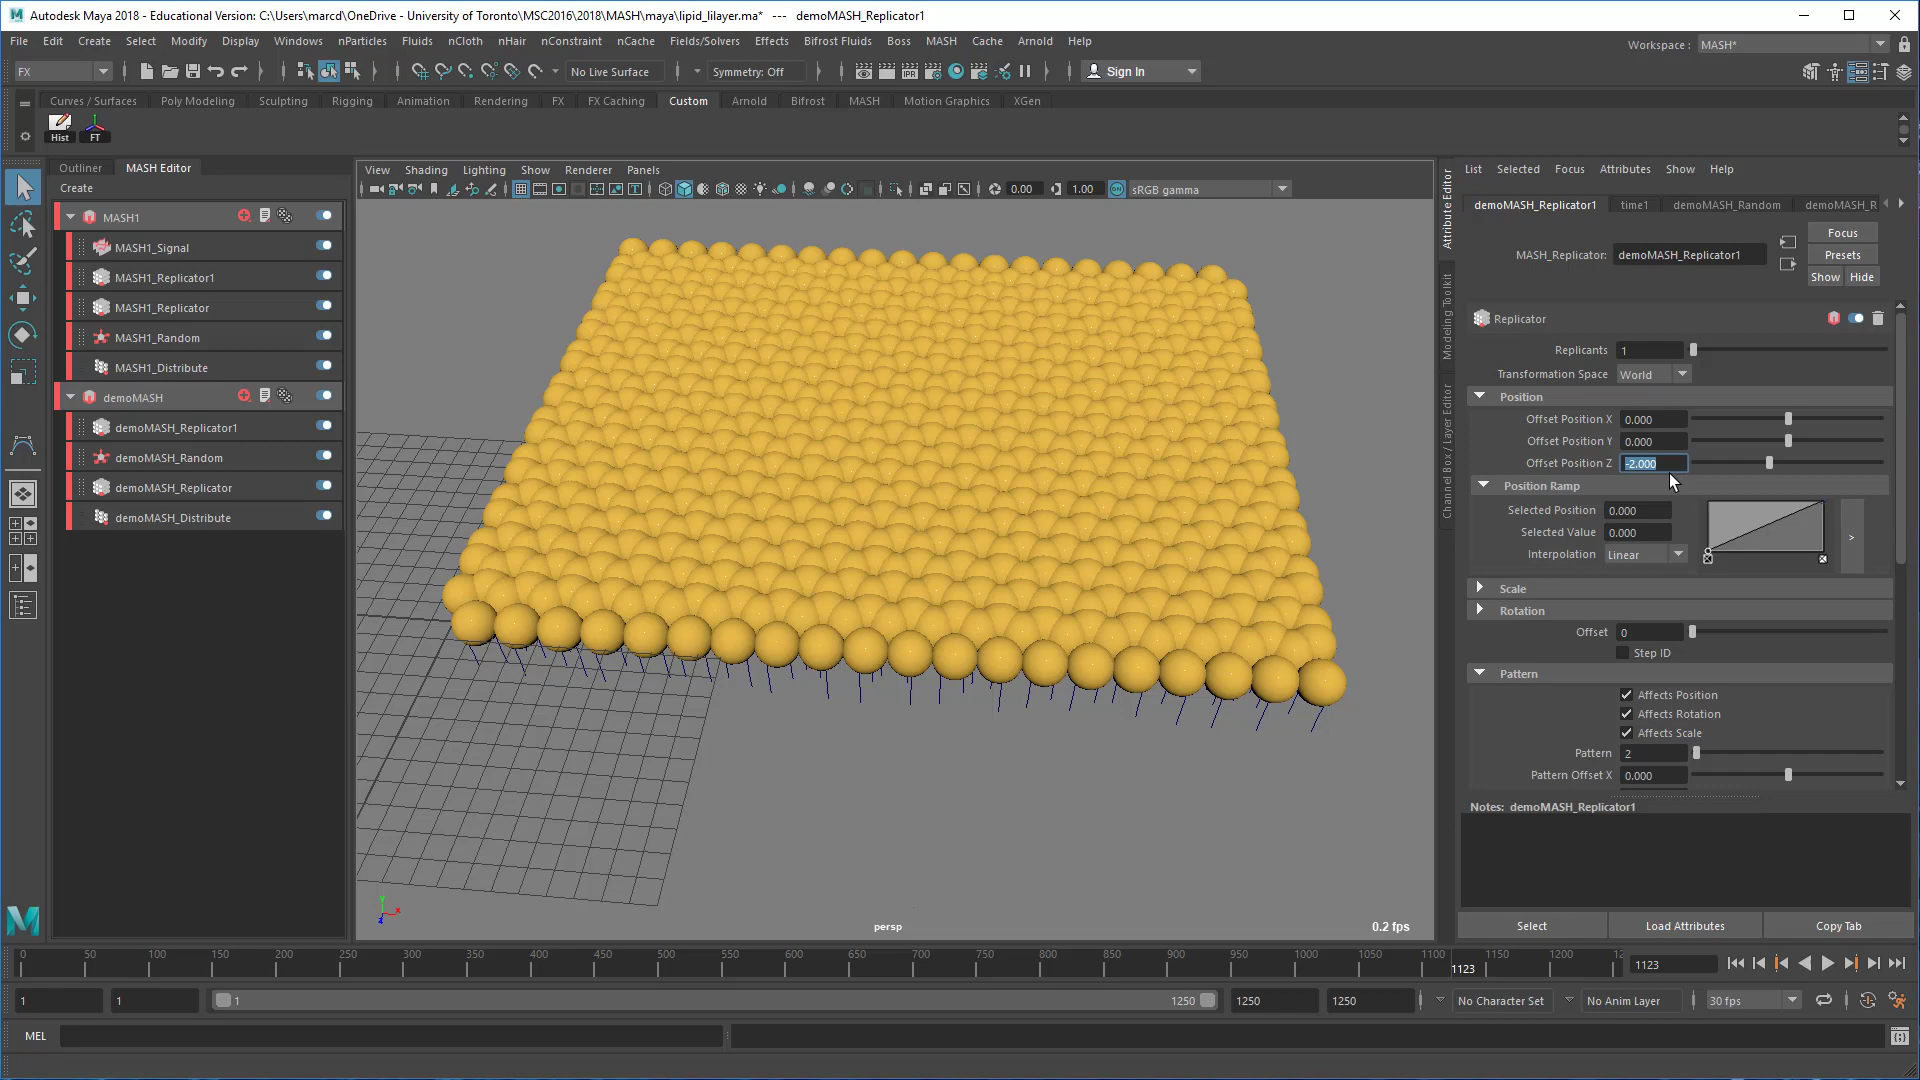 Autodesk Maya 2018 - Educational Version: C:\Users\marcd\OneDrive - University of Toronto\MSC2016\2018\MASH\maya\lipid_lilayer.ma* --- demoMASH_Replicator1
File Edit Create Select Modify Display Windows nParticles Fluids nCloth nHair nConstraint nCache Fields/Solvers Effects Bifrost Fluids Boss MASH Cache Arnold Help
Workspace : MASH*
FX
No Live Surface
Symmetry: Off
IPR
Sign In
Curves / Surfaces Poly Modeling Sculpting Rigging Animation Rendering FX FX Caching Custom Arnold Bifrost MASH Motion Graphics XGen
Hist FT
Outliner MASH Editor
Create
MASH1
MASH1_Signal
MASH1_Replicator1
MASH1_Replicator
MASH1_Random
MASH1_Distribute
demoMASH
demoMASH_Replicator1
demoMASH_Random
demoMASH_Replicator
demoMASH_Distribute
View Shading Lighting Show Renderer Panels
0.00 1.00 ON sRGB gamma
persp
0.2 fps
Attribute Editor
Modeling Toolkit
Channel Box / Layer Editor
List Selected Focus Attributes Show Help
demoMASH_Replicator1 time1 demoMASH_Random demoMASH_R
MASH_Replicator: demoMASH_Replicator1
Focus
Presets
Show Hide
Replicator
Replicants 1
Transformation Space World
Position
Offset Position X 0.000
Offset Position Y 0.000
Offset Position Z -2.000
Position Ramp
Selected Position 0.000
Selected Value 0.000
Interpolation Linear
>
Scale
Rotation
Offset 0
Step ID
Pattern
Affects Position
Affects Rotation
Affects Scale
Pattern 2
Pattern Offset X 0.000
Notes: demoMASH_Replicator1
Select Load Attributes Copy Tab
0 50 100 150 200 250 300 350 400 450 500 550 600 650 700 750 800 850 900 950 1000 1050 1100 1150 1200 12
1123
1123
1 1 1 1250 1250 1250
No Character Set
No Anim Layer
30 fps
MEL